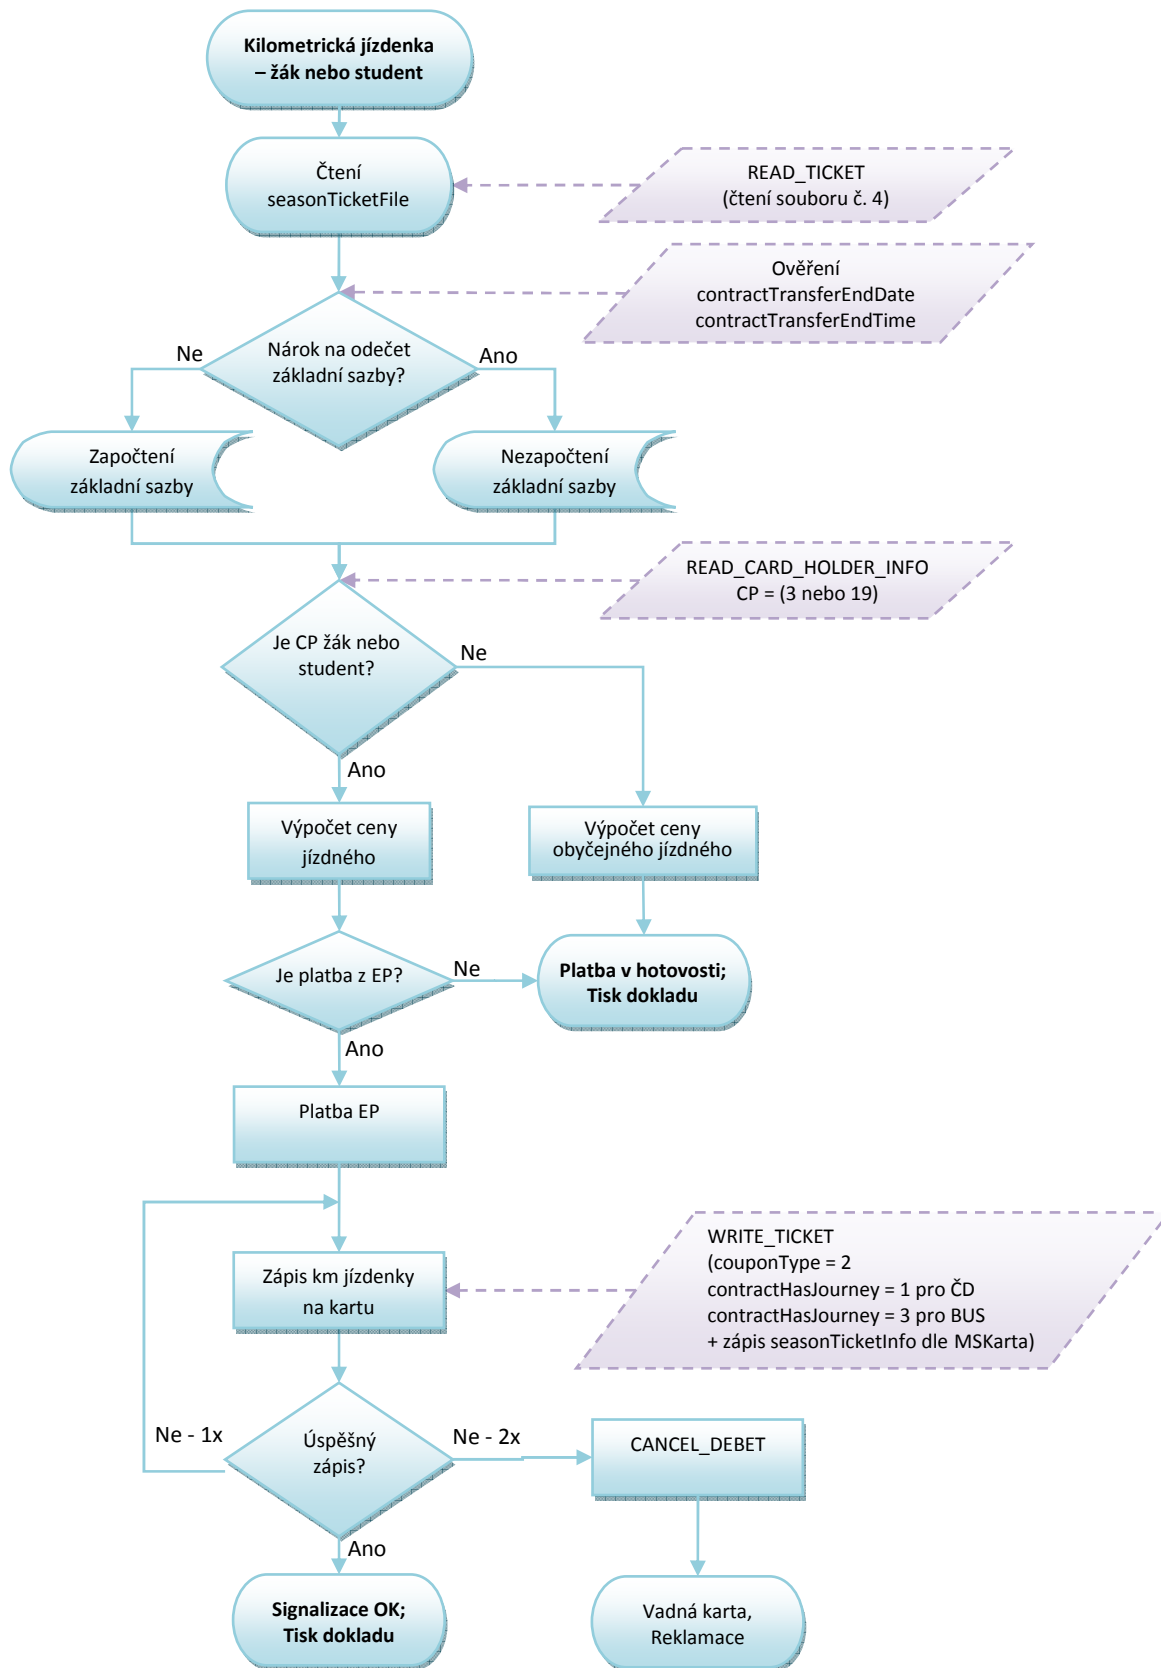 Kilometrická jízdenka
– žák nebo student
Čtení
seasonTicketFile
READ_TICKET
(čtení souboru č. 4)
Ověření
contractTransferEndDate
contractTransferEndTime
Nárok na odečet
základní sazby?
Ne
Ano
Započtení
základní sazby
Nezapočtení
základní sazby
READ_CARD_HOLDER_INFO
CP = (3 nebo 19)
Je CP žák nebo
student?
Ne
Ano
Výpočet ceny
jízdného
Výpočet ceny
obyčejného jízdného
Je platba z EP?
Ne
Platba v hotovosti;
Tisk dokladu
Ano
Platba EP
WRITE_TICKET
(couponType = 2
contractHasJourney = 1 pro ČD
contractHasJourney = 3 pro BUS
+ zápis seasonTicketInfo dle MSKarta)
Zápis km jízdenky
na kartu
Ne - 1x
Úspěšný
zápis?
Ne - 2x
CANCEL_DEBET
Ano
Signalizace OK;
Tisk dokladu
Vadná karta,
Reklamace